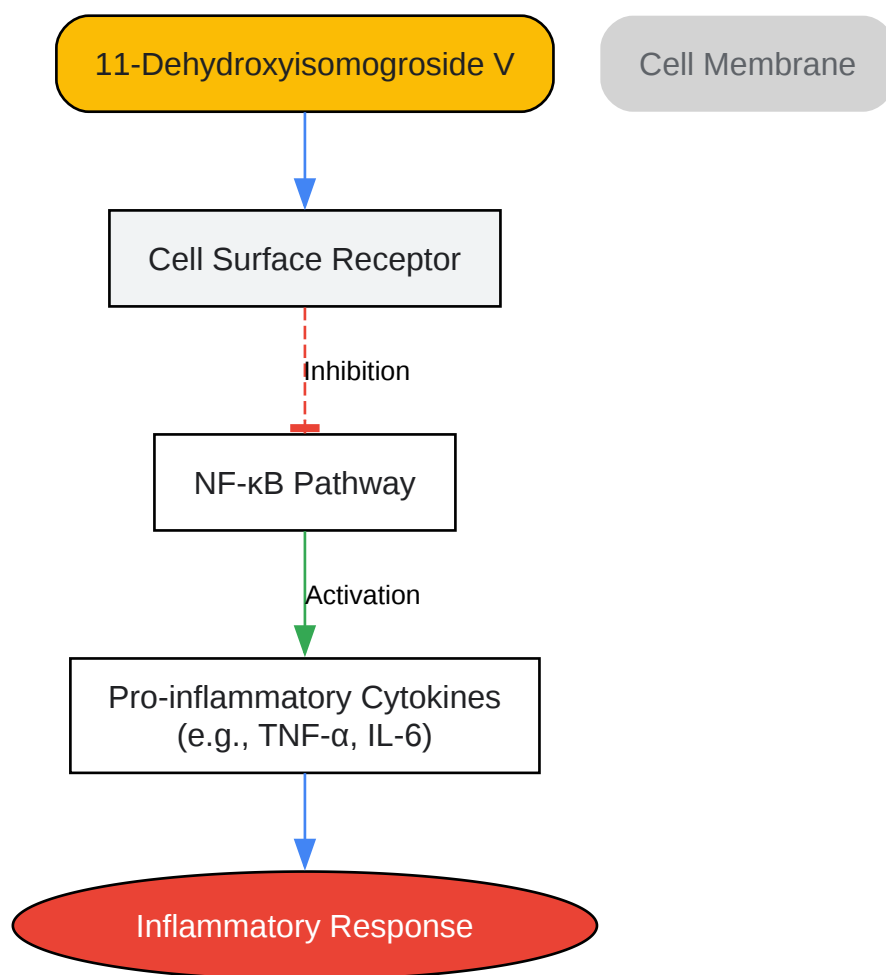 11-Dehydroxyisomogroside V
Cell Membrane
Cell Surface Receptor
Inhibition
NF-κB Pathway
Activation
Pro-inflammatory Cytokines
(e.g., TNF-α, IL-6)
Inflammatory Response